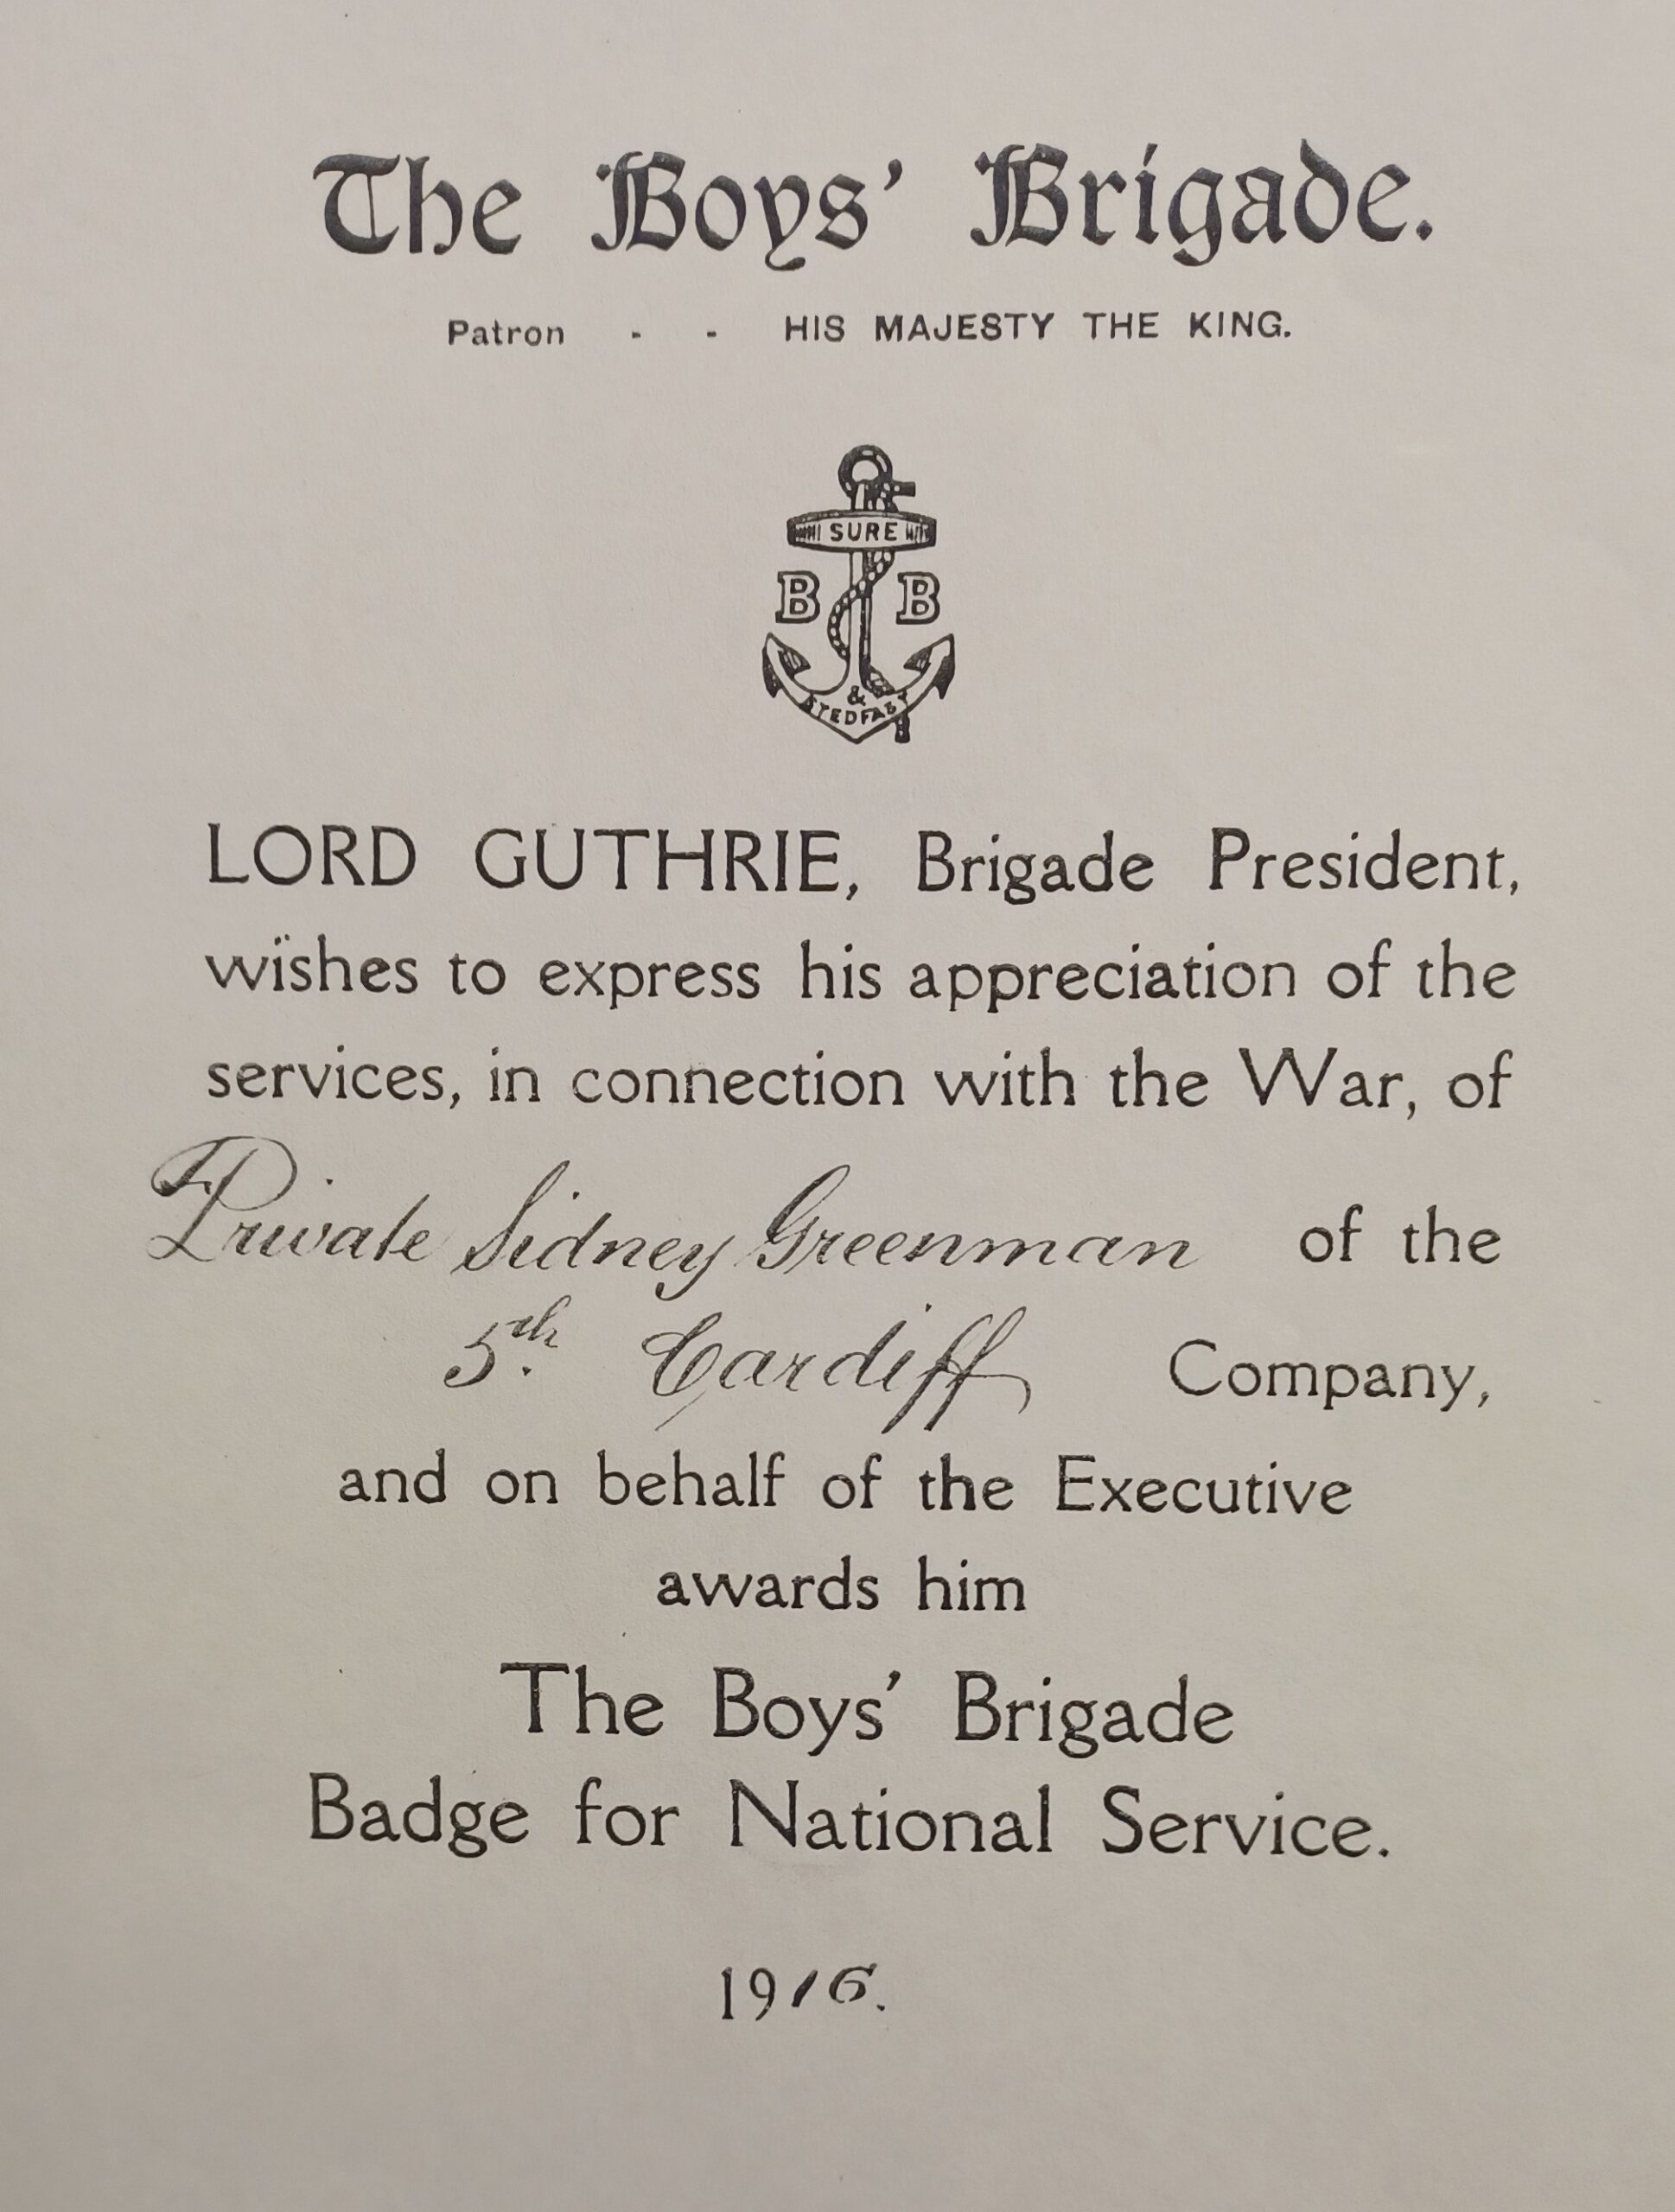 The Boys' Brigade.
Patron - - HIS MAJESTY THE KING.
SURE
B B
&
STEDFAST
LORD GUTHRIE, Brigade President,
wishes to express his appreciation of the
services, in connection with the War, of
Private Sidney Greenman of the
5th. Cardiff Company,
and on behalf of the Executive
awards him
The Boys' Brigade
Badge for National Service.
1916.